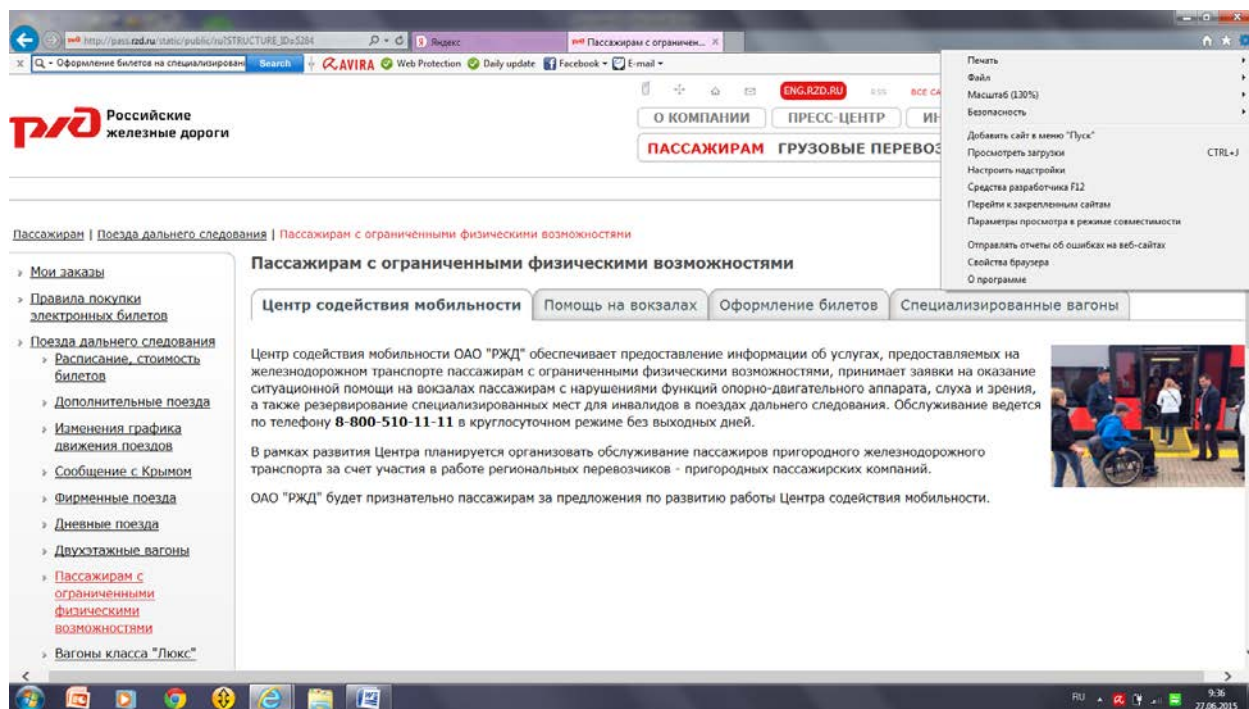 http://pass.rzd.ru/static/public/ru?STRUCTURE_ID=5284
Яндекс
Пассажирам с ограничен...
Оформление билетов на специализирован
Search
AVIRA
Web Protection
Daily update
Facebook
E-mail
Печать
Файл
Масштаб (130%)
Безопасность
Добавить сайт в меню "Пуск"
Просмотреть загрузки CTRL+J
Настроить надстройки
Средства разработчика F12
Перейти к закрепленным сайтам
Параметры просмотра в режиме совместимости
Отправлять отчеты об ошибках на веб-сайтах
Свойства браузера
О программе
ENG.RZD.RU RSS ВСЕ СА
О КОМПАНИИ ПРЕСС-ЦЕНТР ИН
ПАССАЖИРАМ ГРУЗОВЫЕ ПЕРЕВОЗ
Российские
железные дороги
Пассажирам | Поезда дальнего следования | Пассажирам с ограниченными физическими возможностями
Мои заказы
Правила покупки
электронных билетов
Поезда дальнего следования
Расписание, стоимость
билетов
Дополнительные поезда
Изменения графика
движения поездов
Сообщение с Крымом
Фирменные поезда
Дневные поезда
Двухэтажные вагоны
Пассажирам с
ограниченными
физическими
возможностями
Вагоны класса "Люкс"
Пассажирам с ограниченными физическими возможностями
Центр содействия мобильности
Помощь на вокзалах
Оформление билетов
Специализированные вагоны
Центр содействия мобильности ОАО "РЖД" обеспечивает предоставление информации об услугах, предоставляемых на
железнодорожном транспорте пассажирам с ограниченными физическими возможностями, принимает заявки на оказание
ситуационной помощи на вокзалах пассажирам с нарушениями функций опорно-двигательного аппарата, слуха и зрения,
а также резервирование специализированных мест для инвалидов в поездах дальнего следования. Обслуживание ведется
по телефону 8-800-510-11-11 в круглосуточном режиме без выходных дней.
В рамках развития Центра планируется организовать обслуживание пассажиров пригородного железнодорожного
транспорта за счет участия в работе региональных перевозчиков - пригородных пассажирских компаний.
ОАО "РЖД" будет признательно пассажирам за предложения по развитию работы Центра содействия мобильности.
RU
9:36
27.06.2015